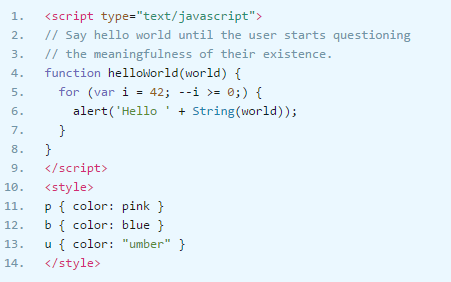 1. <script type="text/javascript">
2. // Say hello world until the user starts questioning
3. // the meaningfulness of their existence.
4. function helloWorld(world) {
5.   for (var i = 42; --i >= 0;) {
6.     alert('Hello ' + String(world));
7.   }
8. }
9. </script>
10. <style>
11. p { color: pink }
12. b { color: blue }
13. u { color: "umber" }
14. </style>